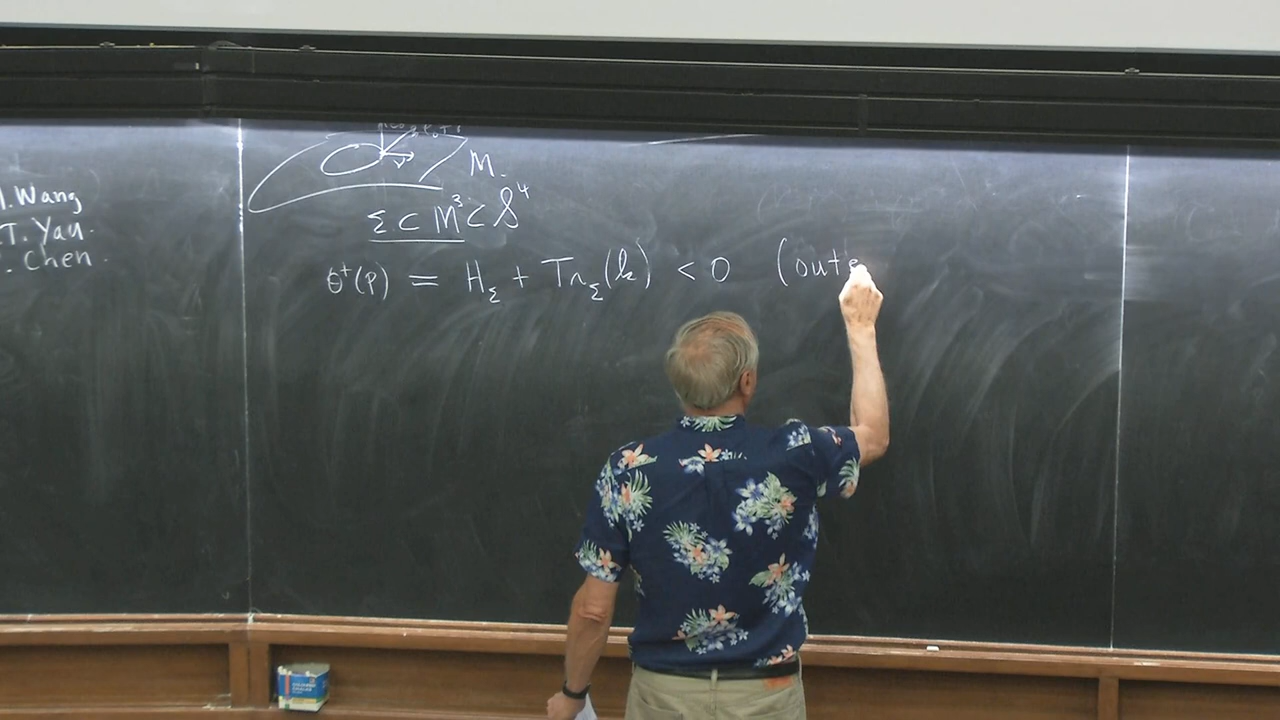 .Wang
.T. Yau.
. Chen.
M.
Σ ⊂ M³ ⊂ S⁴
θ⁺(p) = H_Σ + Tr_Σ(k) < 0 (oute